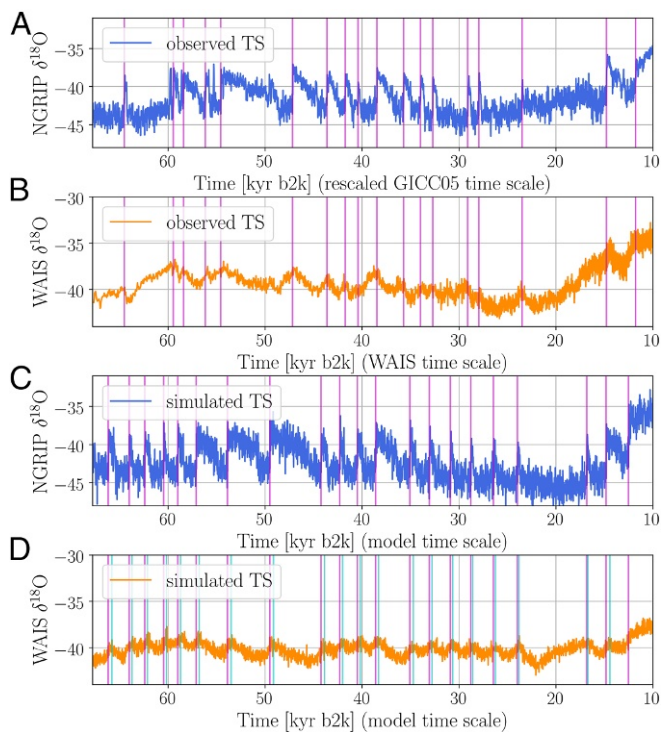 A
observed TS
NGRIP δ¹⁸O
−35
−40
−45
60 50 40 30 20 10
Time [kyr b2k] (rescaled GICC05 time scale)
B
observed TS
WAIS δ¹⁸O
−30
−35
−40
60 50 40 30 20 10
Time [kyr b2k] (WAIS time scale)
C
simulated TS
NGRIP δ¹⁸O
−35
−40
−45
60 50 40 30 20 10
Time [kyr b2k] (model time scale)
D
simulated TS
WAIS δ¹⁸O
−30
−35
−40
60 50 40 30 20 10
Time [kyr b2k] (model time scale)